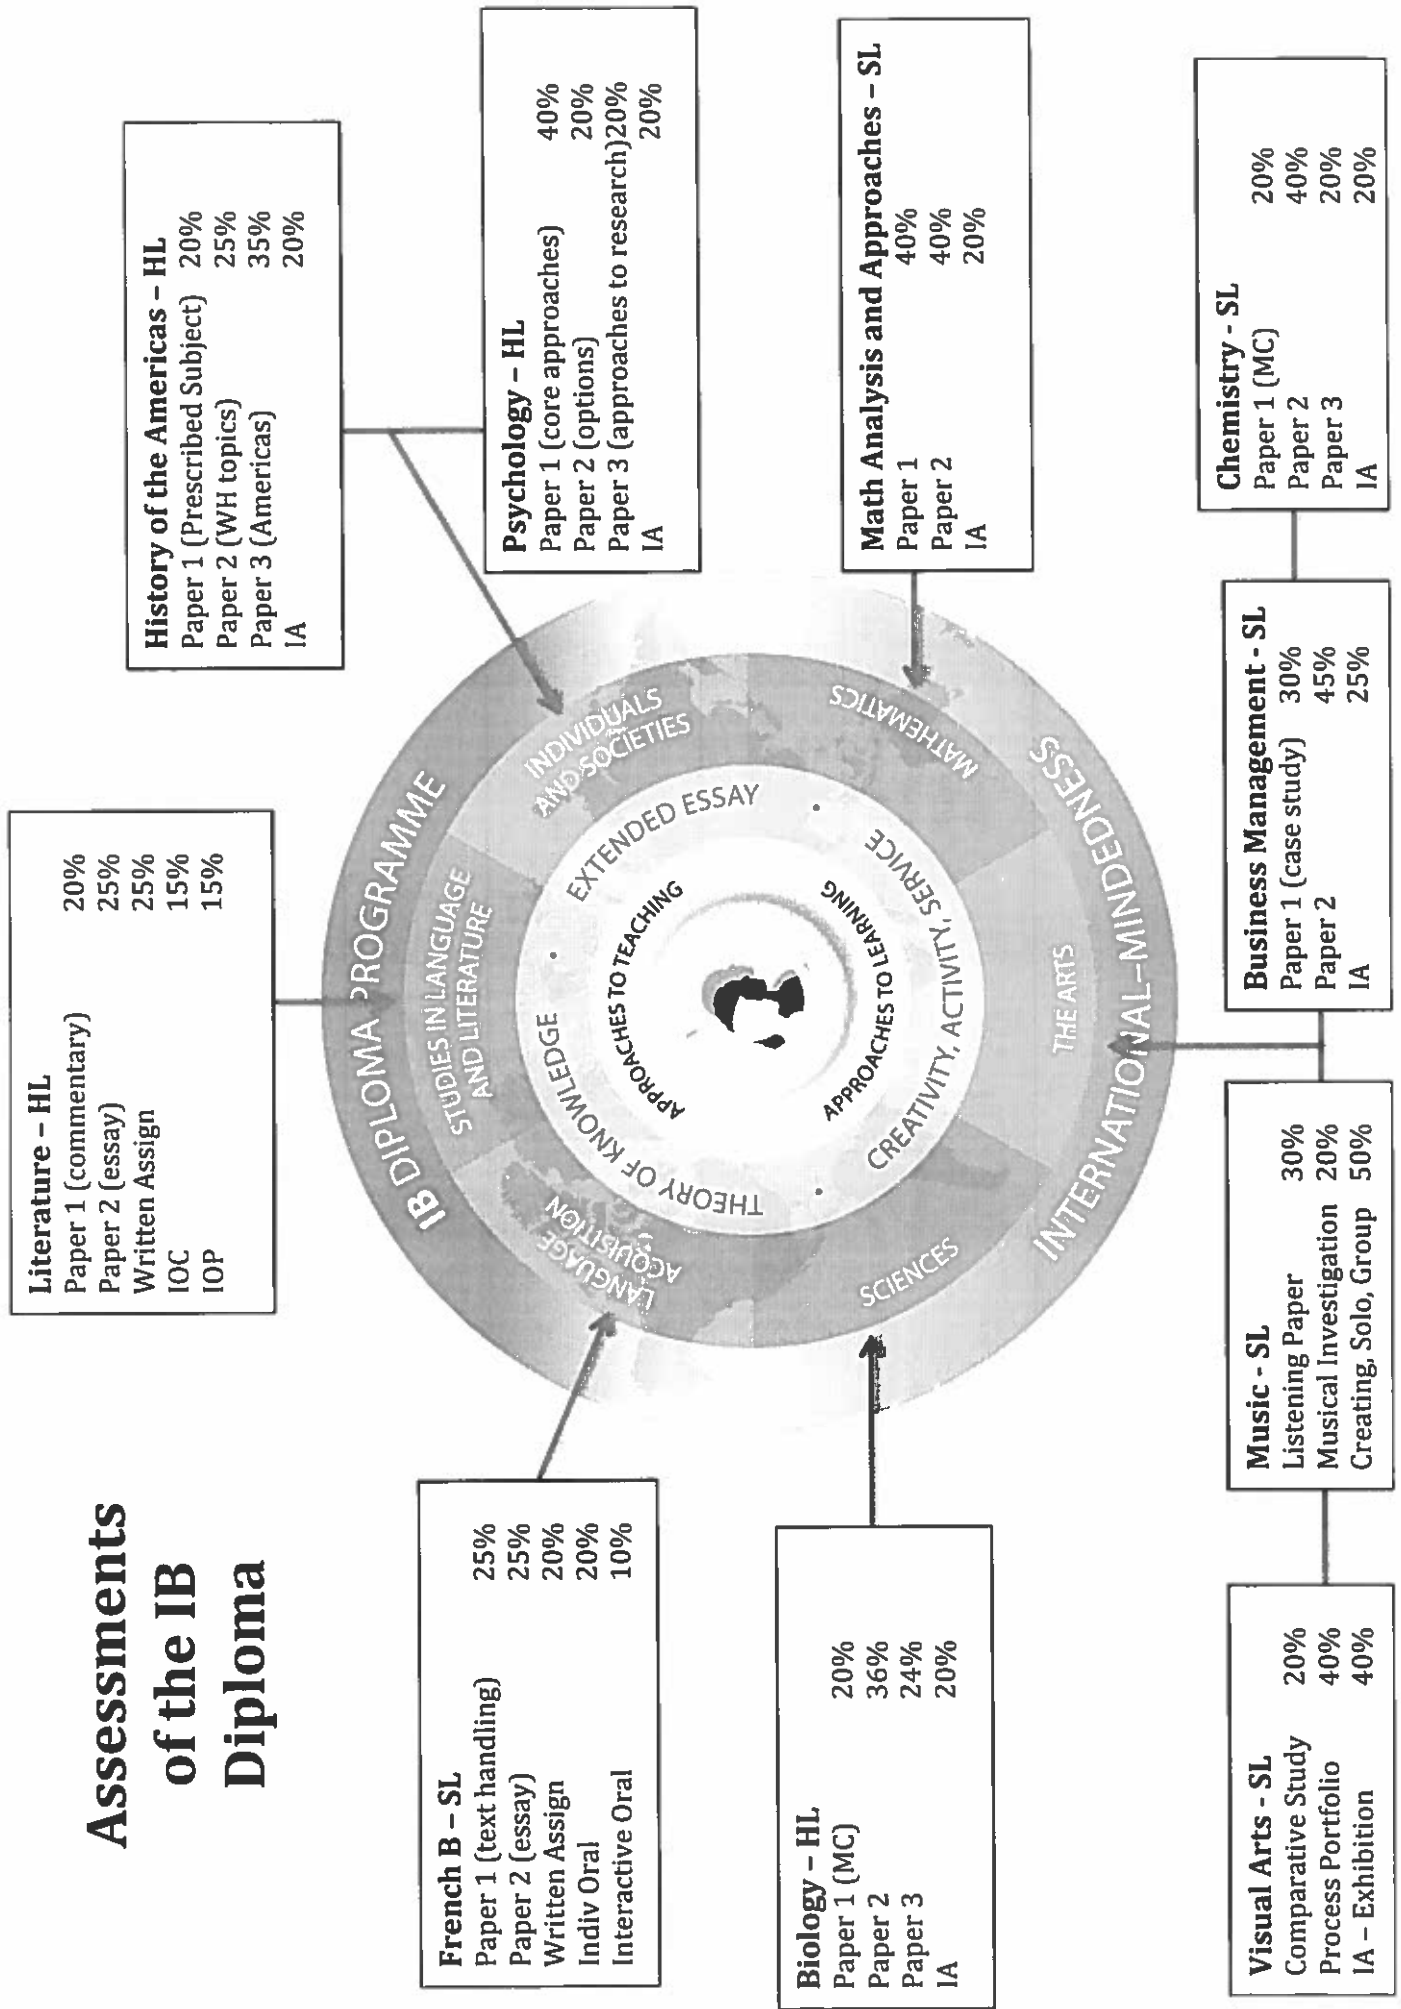 Assessments
of the IB
Diploma
Literature – HL
Paper 1 (commentary) 20%
Paper 2 (essay) 25%
Written Assign 25%
IOC 15%
IOP 15%
History of the Americas – HL
Paper 1 (Prescribed Subject) 20%
Paper 2 (WH topics) 25%
Paper 3 (Americas) 35%
IA 20%
French B – SL
Paper 1 (text handling) 25%
Paper 2 (essay) 25%
Written Assign 20%
Indiv Oral 20%
Interactive Oral 10%
Psychology – HL
Paper 1 (core approaches) 40%
Paper 2 (options) 20%
Paper 3 (approaches to research) 20%
IA 20%
Biology – HL
Paper 1 (MC) 20%
Paper 2 36%
Paper 3 24%
IA 20%
Math Analysis and Approaches – SL
Paper 1 40%
Paper 2 40%
IA 20%
IB DIPLOMA PROGRAMME
STUDIES IN LANGUAGE
AND LITERATURE
LANGUAGE
ACQUISITION
INDIVIDUALS
AND SOCIETIES
THEORY OF KNOWLEDGE · EXTENDED ESSAY
APPROACHES TO TEACHING
APPROACHES TO LEARNING
CREATIVITY, ACTIVITY, SERVICE
SCIENCES
MATHEMATICS
THE ARTS
INTERNATIONAL-MINDEDNESS
Visual Arts - SL
Comparative Study 20%
Process Portfolio 40%
IA – Exhibition 40%
Music - SL
Listening Paper 30%
Musical Investigation 20%
Creating, Solo, Group 50%
Business Management - SL
Paper 1 (case study) 30%
Paper 2 45%
IA 25%
Chemistry - SL
Paper 1 (MC) 20%
Paper 2 40%
Paper 3 20%
IA 20%